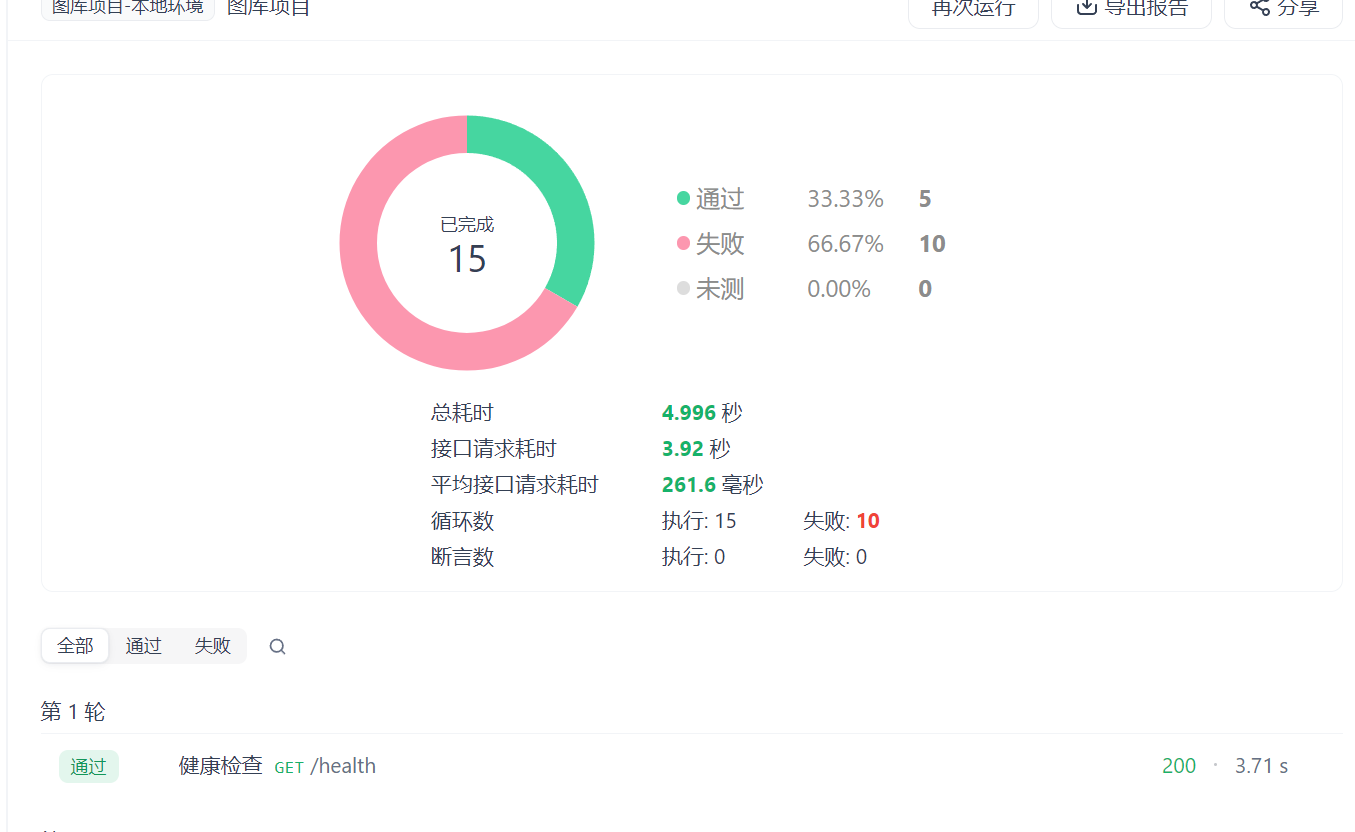 图库项目-本地环境 图库项目 再次运行 导出报告 分享
已完成
15
通过 33.33% 5
失败 66.67% 10
未测 0.00% 0
总耗时 4.996 秒
接口请求耗时 3.92 秒
平均接口请求耗时 261.6 毫秒
循环数 执行: 15 失败: 10
断言数 执行: 0 失败: 0
全部 通过 失败
第 1 轮
通过 健康检查 GET /health 200 · 3.71 s